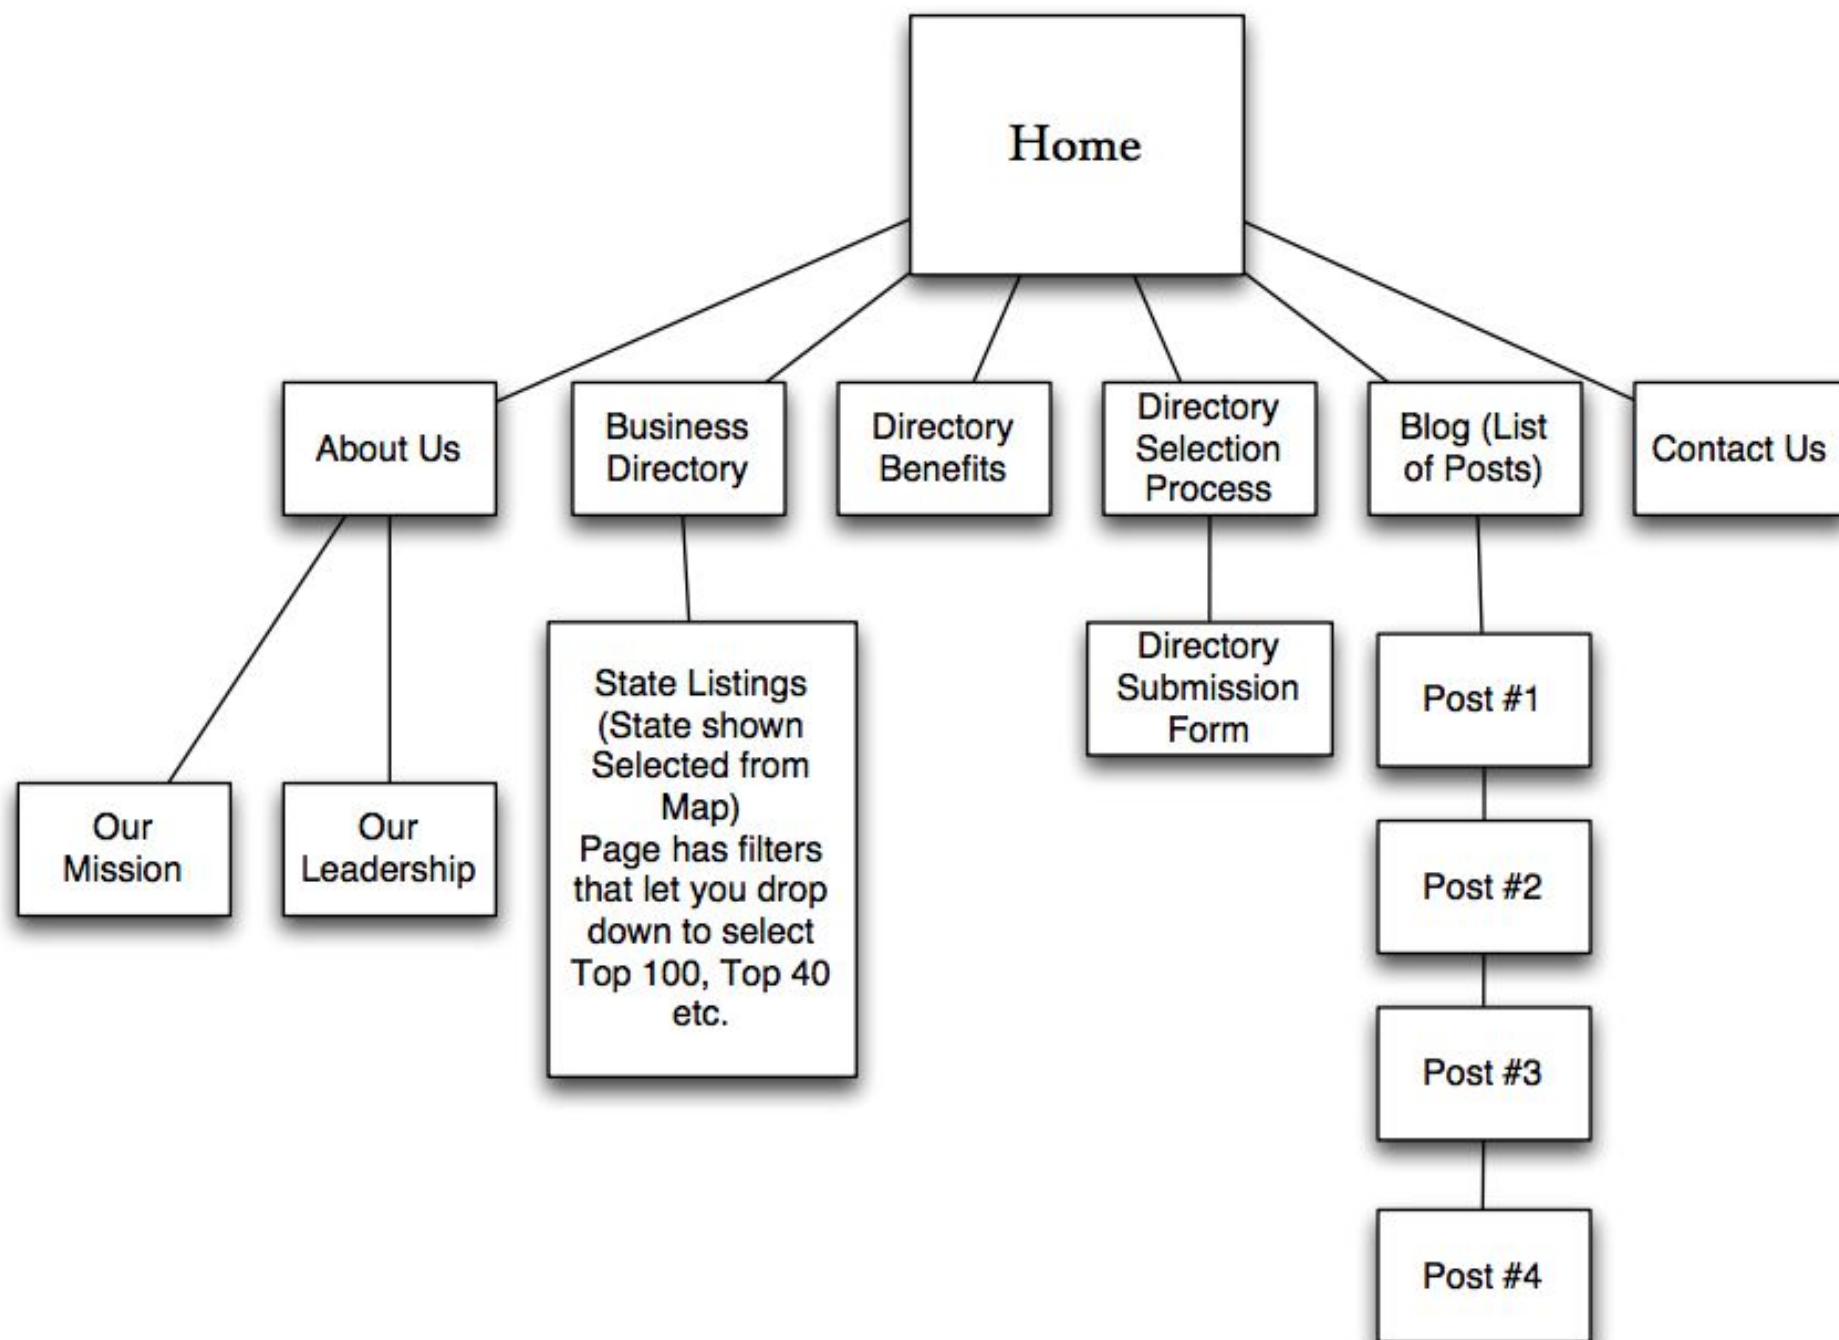 Home
About Us
Business
Directory
Directory
Benefits
Directory
Selection
Process
Blog (List
of Posts)
Contact Us
Our
Mission
Our
Leadership
State Listings
(State shown
Selected from
Map)
Page has filters
that let you drop
down to select
Top 100, Top 40
etc.
Directory
Submission
Form
Post #1
Post #2
Post #3
Post #4